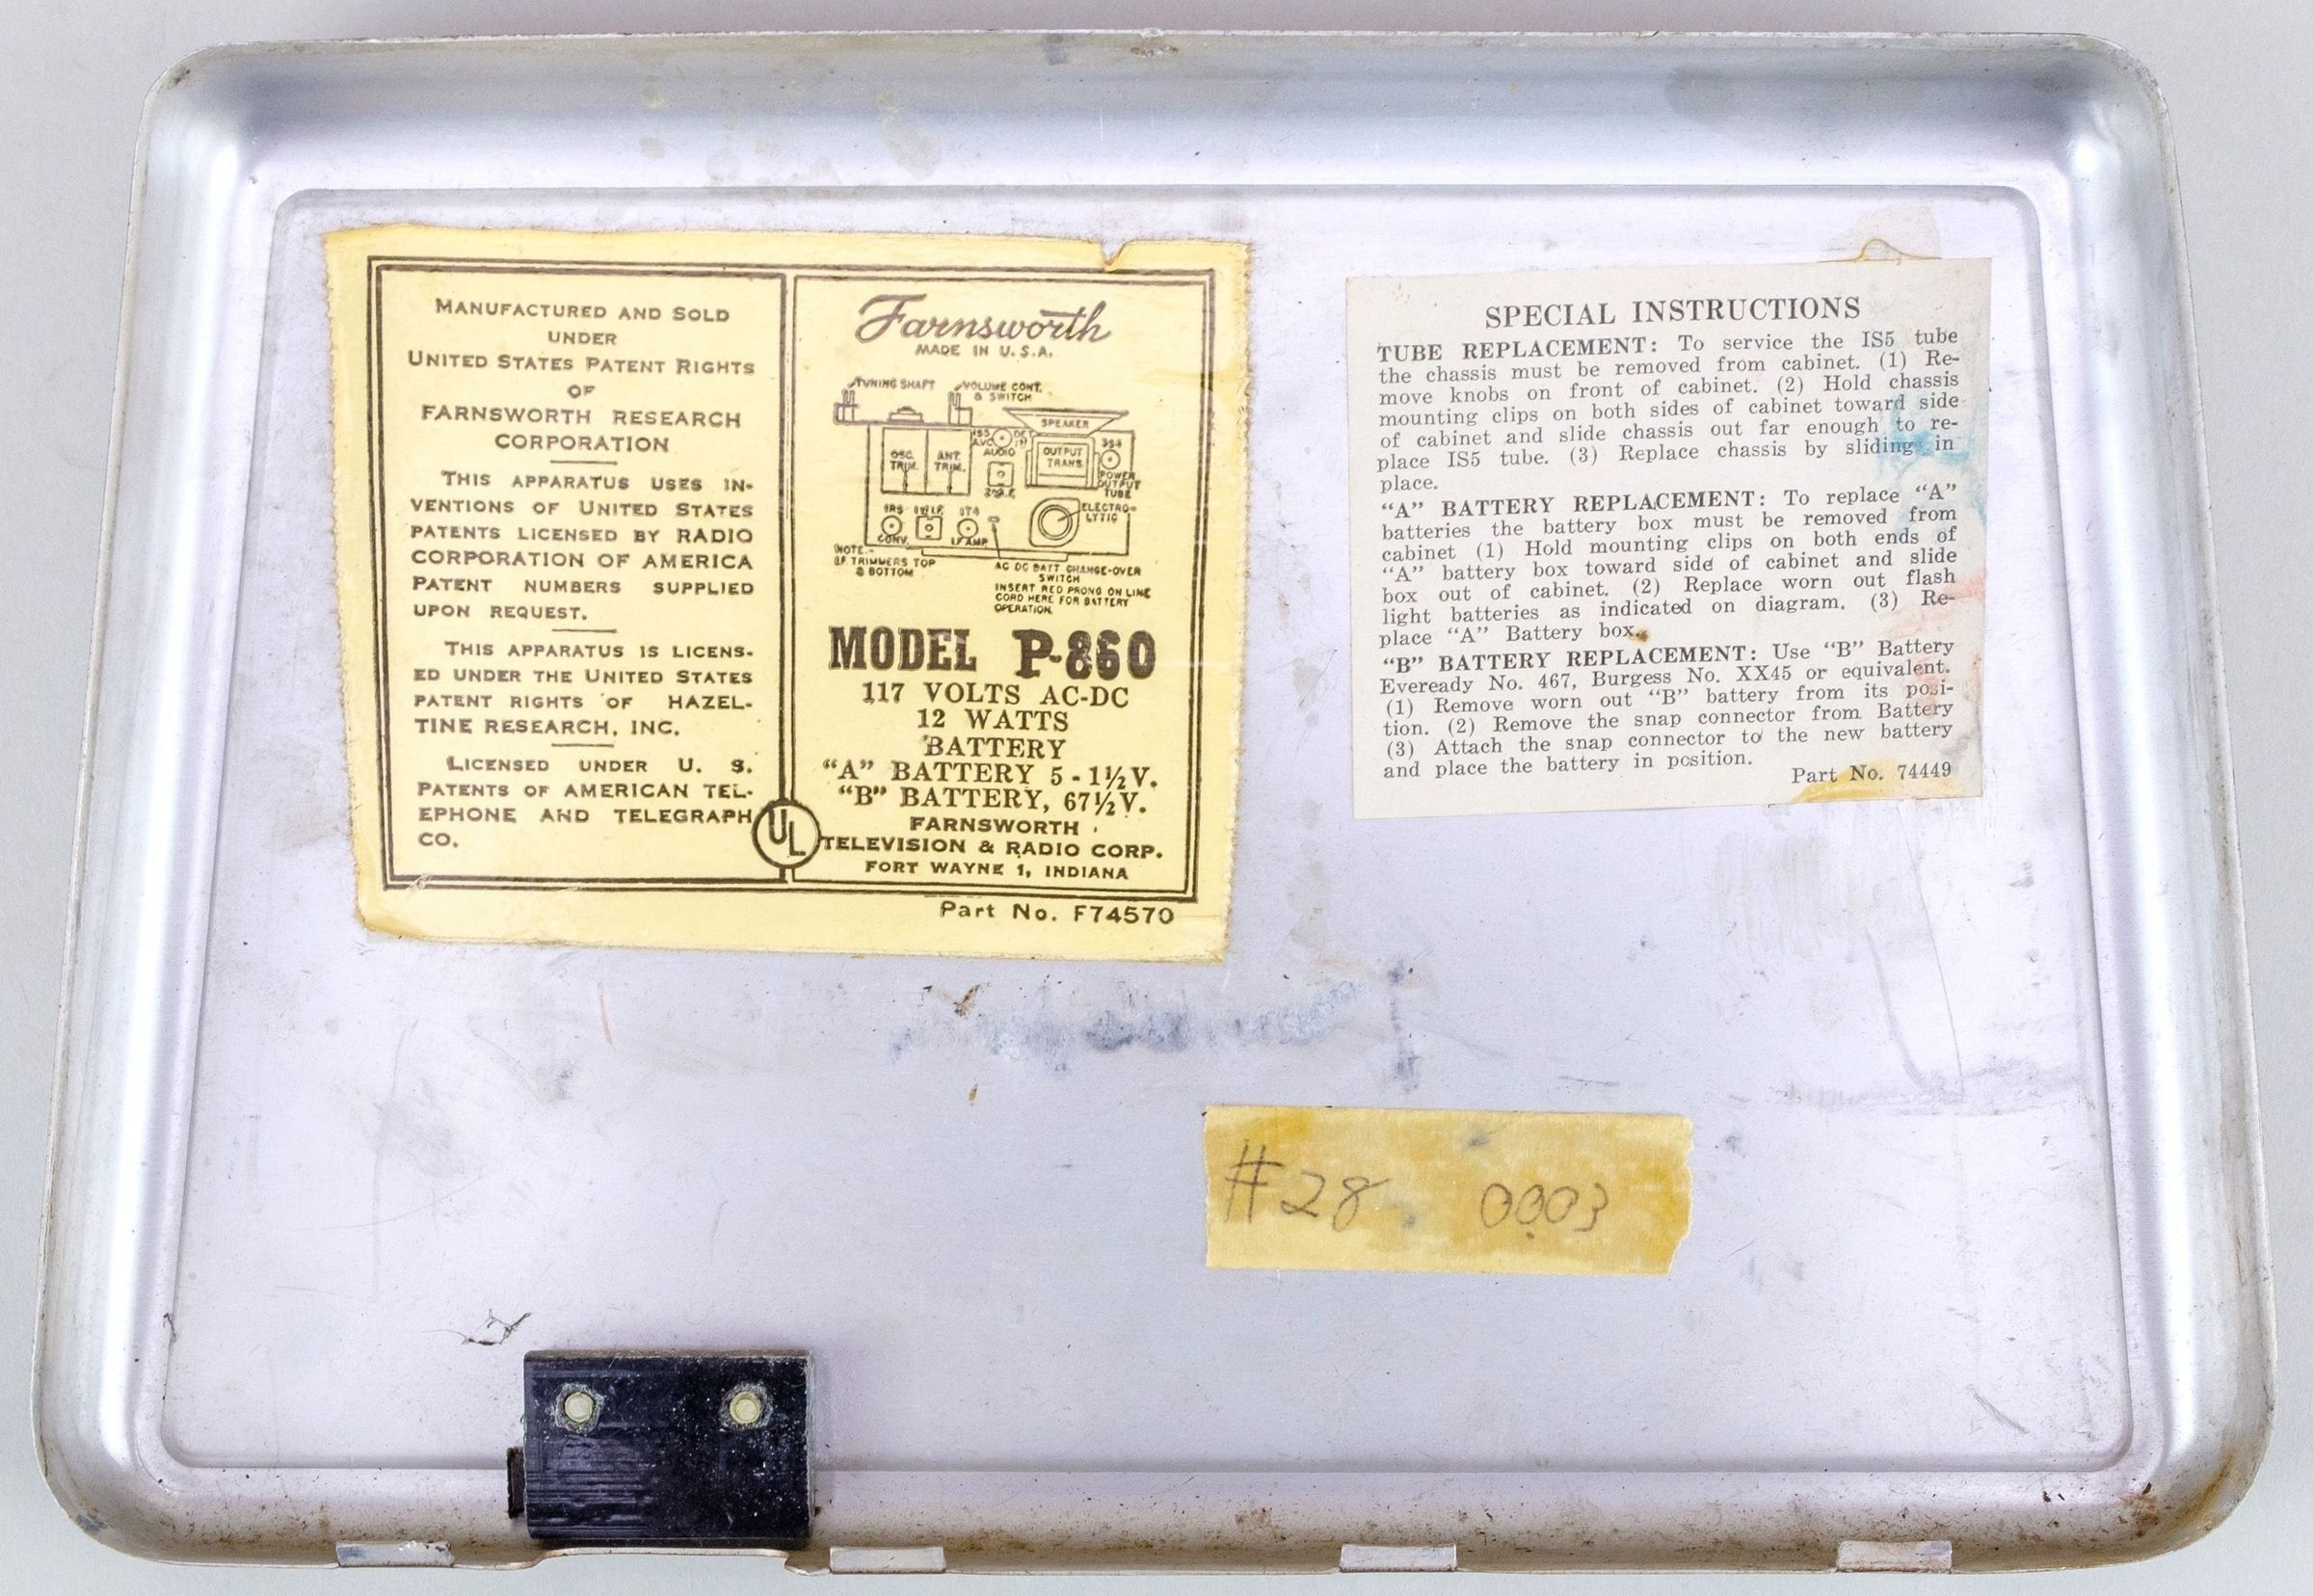 MANUFACTURED AND SOLD
UNDER
UNITED STATES PATENT RIGHTS
OF
FARNSWORTH RESEARCH
CORPORATION
THIS APPARATUS USES IN-
VENTIONS OF UNITED STATES
PATENTS LICENSED BY RADIO
CORPORATION OF AMERICA
PATENT NUMBERS SUPPLIED
UPON REQUEST.
THIS APPARATUS IS LICENS-
ED UNDER THE UNITED STATES
PATENT RIGHTS OF HAZEL-
TINE RESEARCH, INC.
LICENSED UNDER U. S.
PATENTS OF AMERICAN TEL-
EPHONE AND TELEGRAPH
CO.
UL
Farnsworth
MADE IN U.S.A.
TUNING SHAFT
VOLUME CONT.
& SWITCH
SPEAKER
AUDIO
OSC.
TRIM.
ANT.
TRIM.
OUTPUT
TRANS.
3S4
POWER
OUTPUT
TUBE
1R5
CONV.
1T4
I.F. AMP
ELECTRO-
LYTIC
NOTE.-
I.F. TRIMMERS TOP
& BOTTOM
AC DC BATT CHANGE-OVER
SWITCH
INSERT RED PRONG ON LINE
CORD HERE FOR BATTERY
OPERATION.
MODEL P-860
117 VOLTS AC-DC
12 WATTS
BATTERY
“A” BATTERY 5 - 1½ V.
“B” BATTERY, 67½ V.
FARNSWORTH
TELEVISION & RADIO CORP.
FORT WAYNE 1, INDIANA
Part No. F74570
SPECIAL INSTRUCTIONS
TUBE REPLACEMENT: To service the IS5 tube
the chassis must be removed from cabinet. (1) Re-
move knobs on front of cabinet. (2) Hold chassis
mounting clips on both sides of cabinet toward side
of cabinet and slide chassis out far enough to re-
place IS5 tube. (3) Replace chassis by sliding in
place.
“A” BATTERY REPLACEMENT: To replace “A”
batteries the battery box must be removed from
cabinet (1) Hold mounting clips on both ends of
“A” battery box toward side of cabinet and slide
box out of cabinet. (2) Replace worn out flash
light batteries as indicated on diagram. (3) Re-
place “A” Battery box.
“B” BATTERY REPLACEMENT: Use “B” Battery
Eveready No. 467, Burgess No. XX45 or equivalent.
(1) Remove worn out “B” battery from its posi-
tion. (2) Remove the snap connector from Battery
(3) Attach the snap connector to the new battery
and place the battery in position.
Part No. 74449
#28 0003